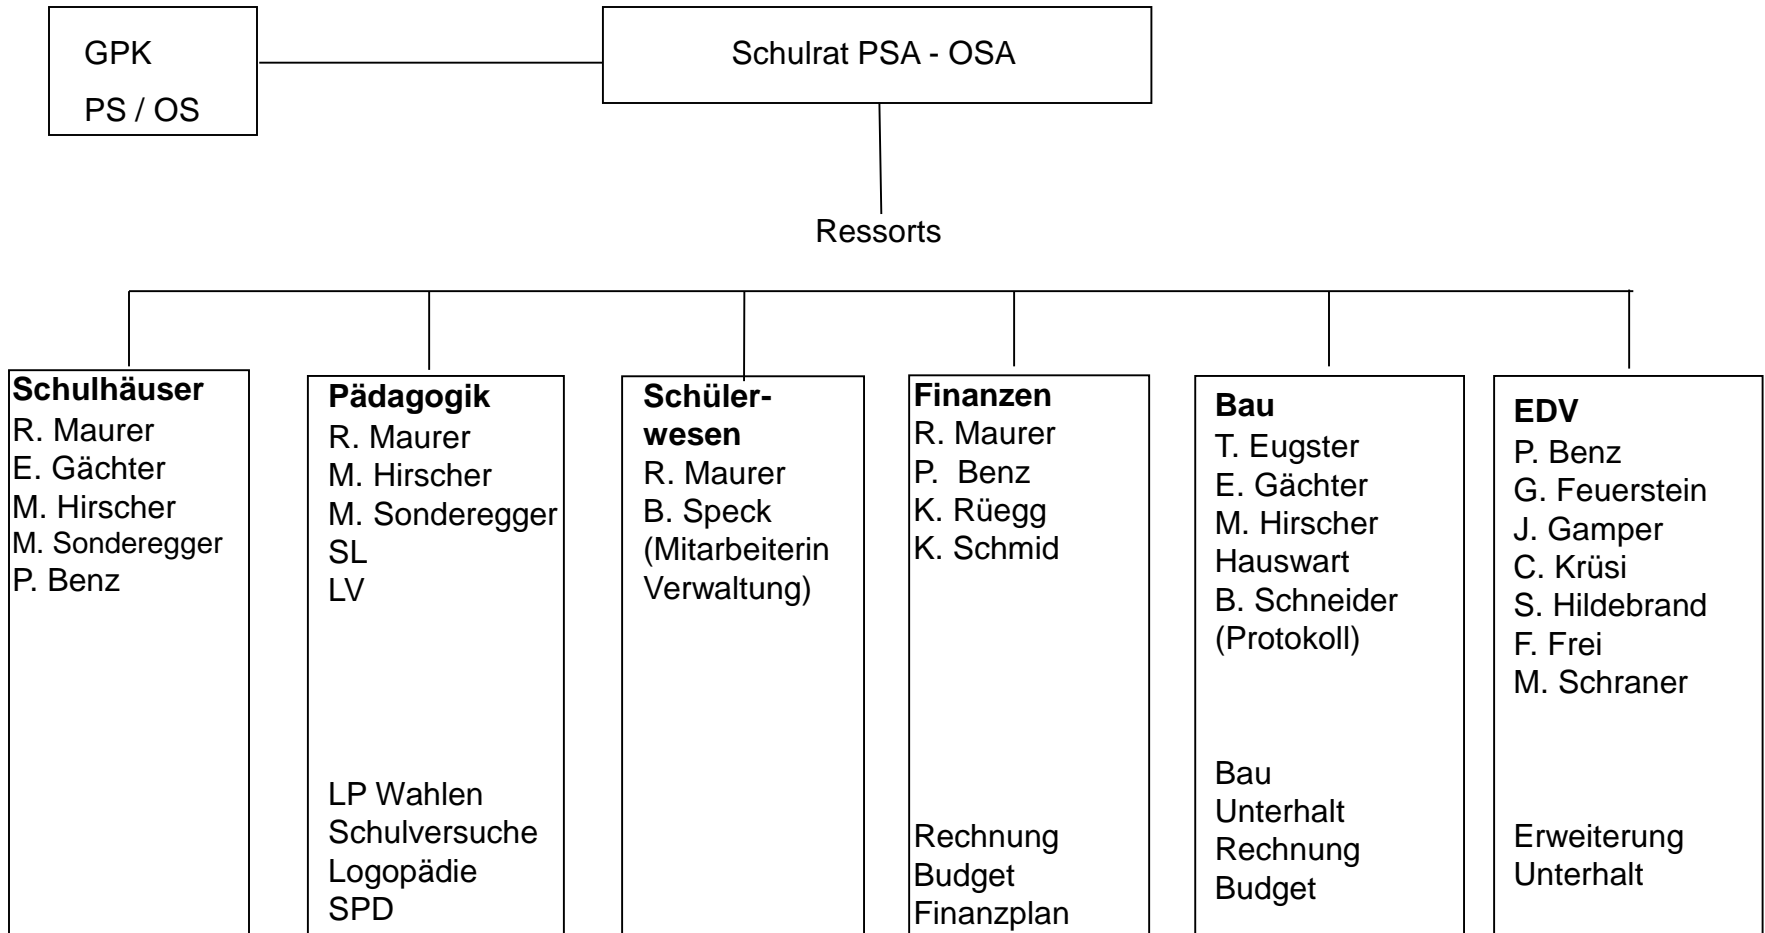 GPK
PS / OS
Schulrat PSA - OSA
Ressorts
Schulhäuser
R. Maurer
E. Gächter
M. Hirscher
M. Sonderegger
P. Benz
Pädagogik
R. Maurer
M. Hirscher
M. Sonderegger
SL
LV
LP Wahlen
Schulversuche
Logopädie
SPD
Schüler-
wesen
R. Maurer
B. Speck
(Mitarbeiterin
Verwaltung)
Finanzen
R. Maurer
P.  Benz
K. Rüegg
K. Schmid
Rechnung
Budget
Finanzplan
Bau
T. Eugster
E. Gächter
M. Hirscher
Hauswart
B. Schneider
(Protokoll)
Bau
Unterhalt
Rechnung
Budget
EDV
P. Benz
G. Feuerstein
J. Gamper
C. Krüsi
S. Hildebrand
F. Frei
M. Schraner
Erweiterung
Unterhalt